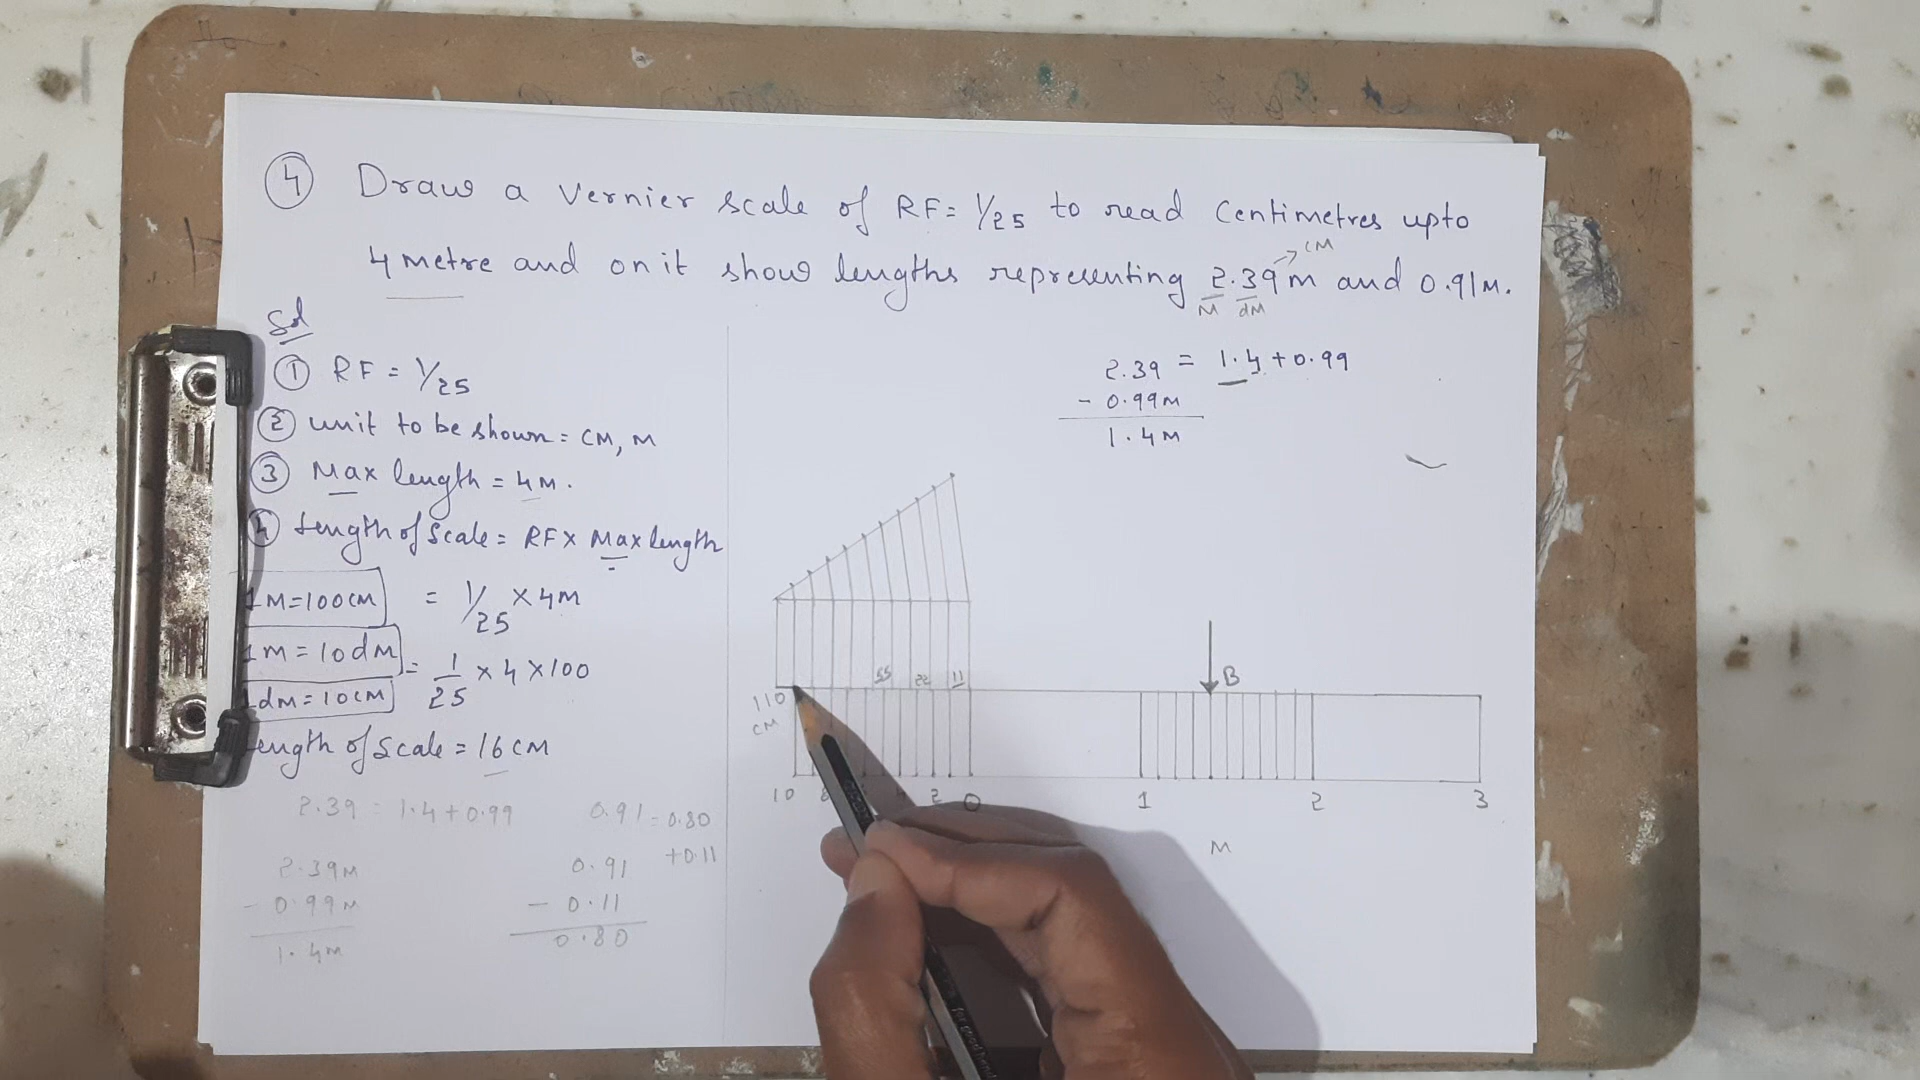 4 Draw a Vernier scale of RF= 1/25 to read Centimetres upto
4 metre and on it show lengths representing 2.39m and 0.91m.
CM
M dM
Sol
1 RF = 1/25
2 unit to be shown = CM, M
3 Max length = 4M.
4 Length of Scale = RF x Max length
1M=100CM = 1/25 x 4M
1M = 10dM = 1/25 x 4 x 100
1dM = 10CM
Length of Scale = 16 CM
2.39 = 1.4+0.99
2.39M
- 0.99M
1.4M
0.91 = 0.80
+0.11
0.91
- 0.11
0.80
2.39 = 1.4 + 0.99
- 0.99M
1.4M
B
110 55 22 11
CM
10 8 2 0 1 2 3
M